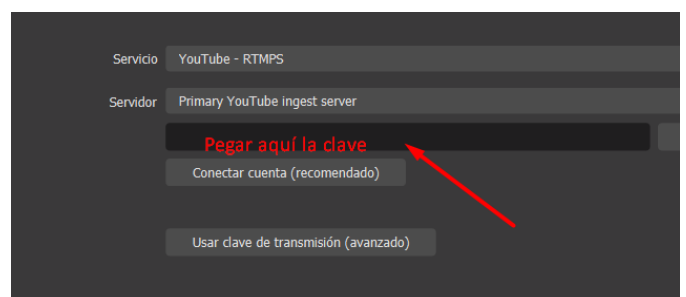 Servicio YouTube - RTMPS
Servidor Primary YouTube ingest server
Pegar aquí la clave
Conectar cuenta (recomendado)
Usar clave de transmisión (avanzado)